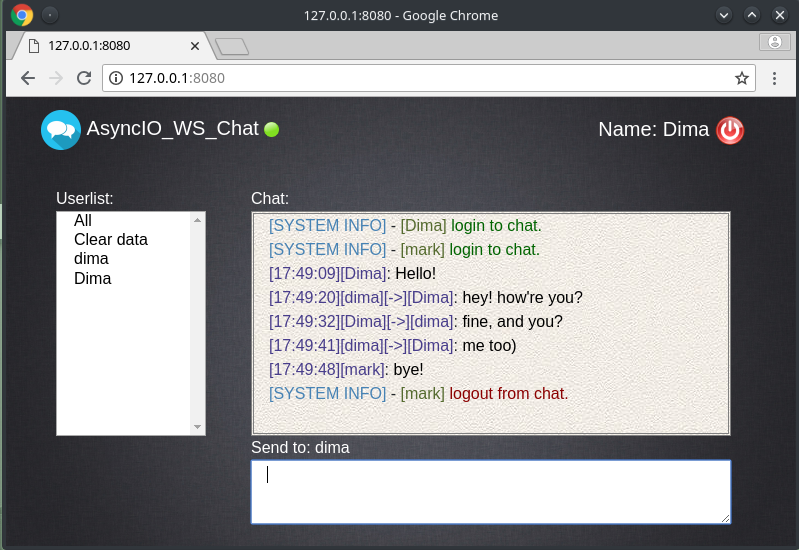 127.0.0.1:8080 - Google Chrome
127.0.0.1:8080
127.0.0.1:8080
AsyncIO_WS_Chat
Name: Dima
Userlist:
All
Clear data
dima
Dima
Chat:
[SYSTEM INFO] - [Dima] login to chat.
[SYSTEM INFO] - [mark] login to chat.
[17:49:09][Dima]: Hello!
[17:49:20][dima][->][Dima]: hey! how're you?
[17:49:32][Dima][->][dima]: fine, and you?
[17:49:41][dima][->][Dima]: me too)
[17:49:48][mark]: bye!
[SYSTEM INFO] - [mark] logout from chat.
Send to: dima